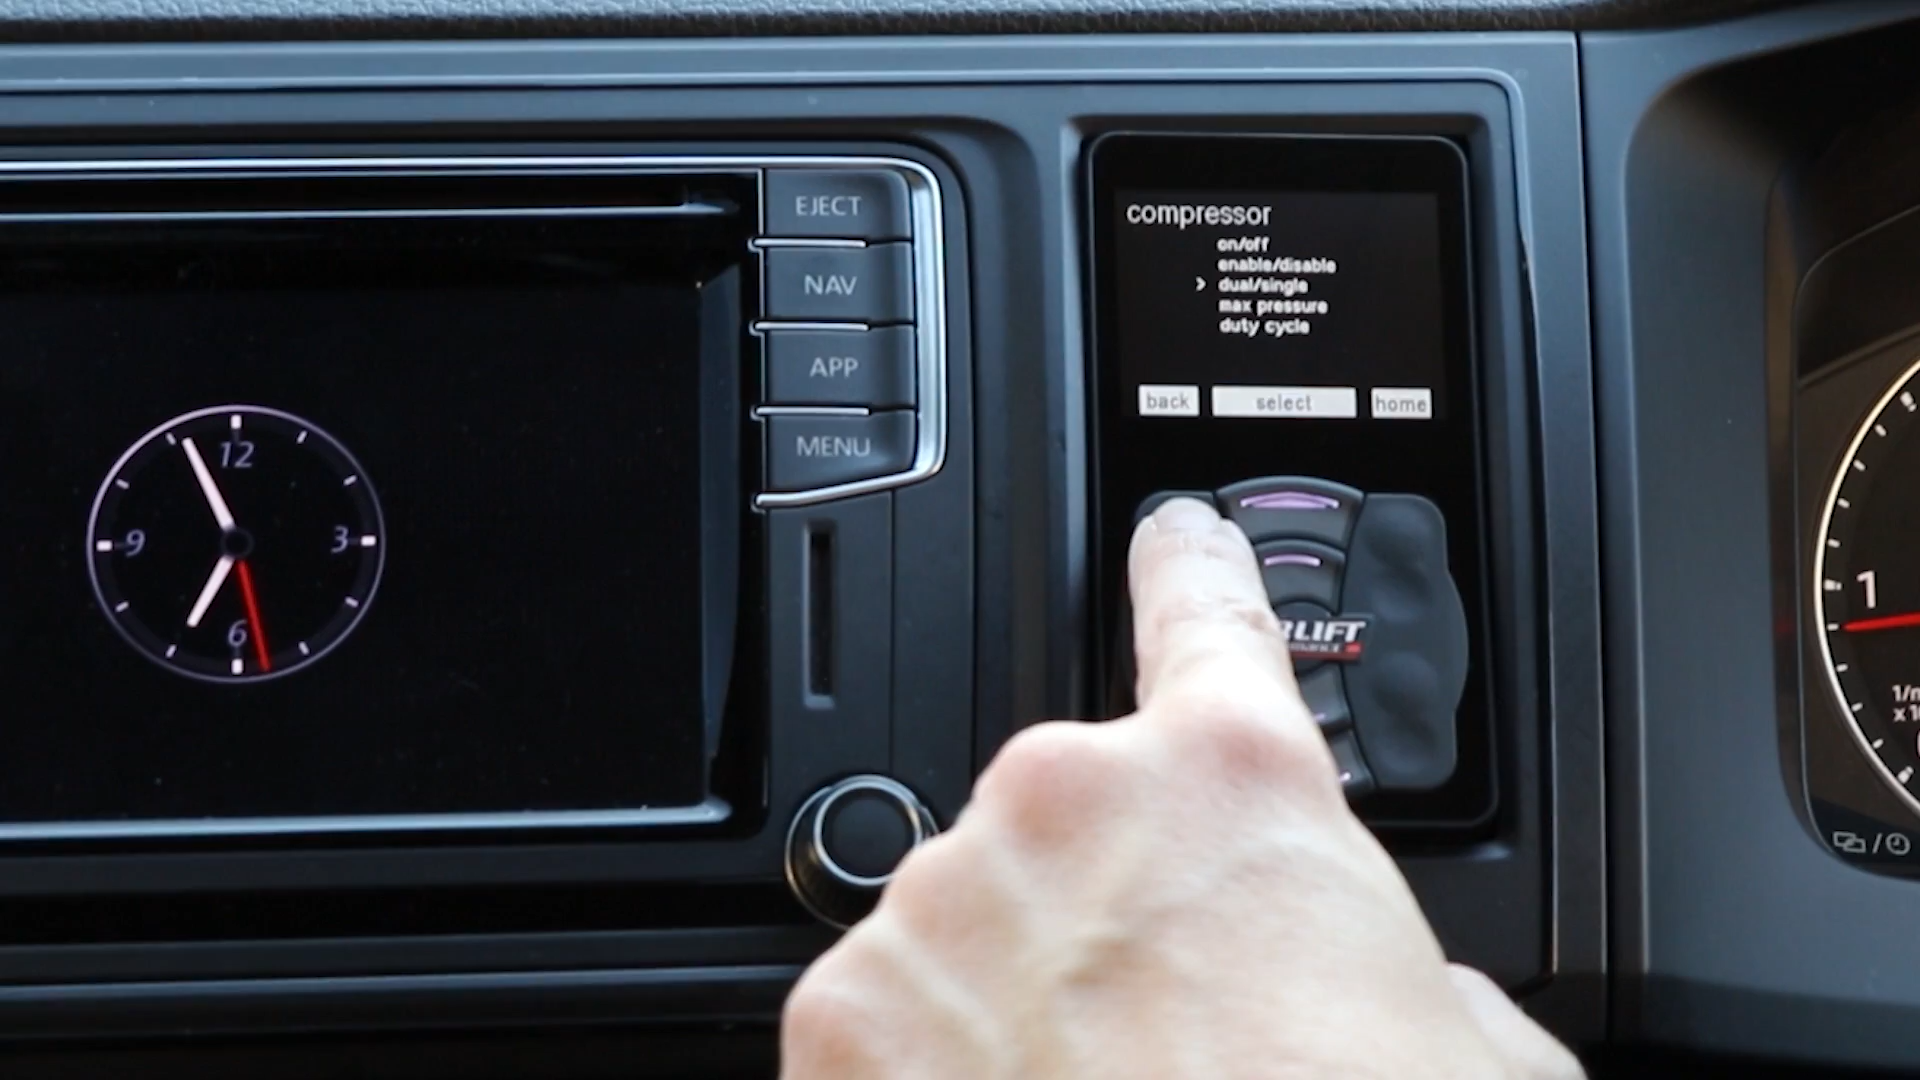 EJECT
NAV
APP
MENU
12
9
3
6
compressor
on/off
enable/disable
> dual/single
max pressure
duty cycle
back select home
1